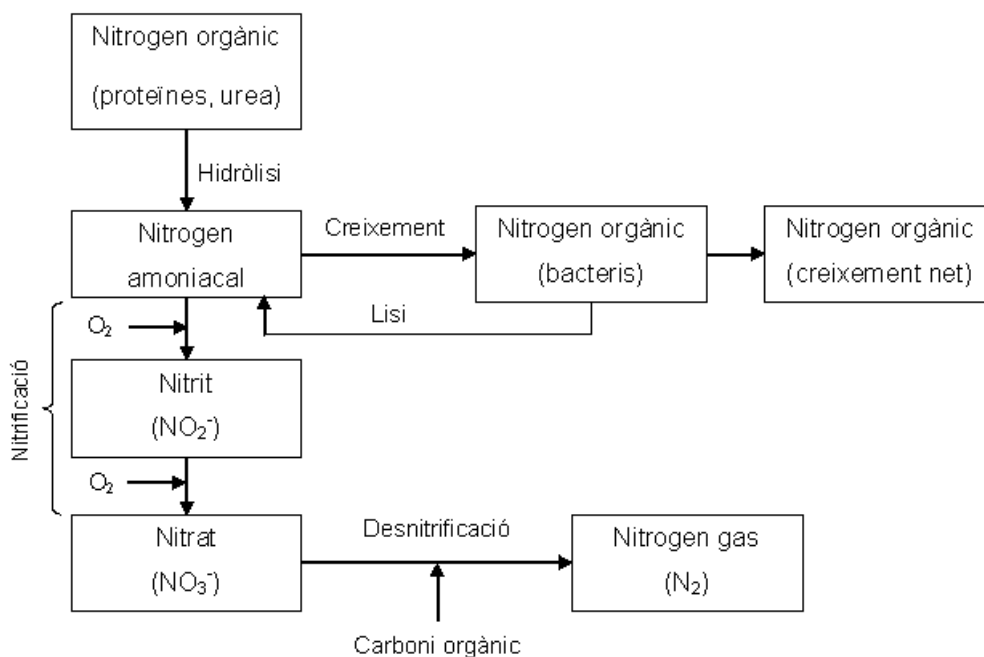 Nitrogen orgànic
(proteïnes, urea)
Hidròlisi
Nitrogen
amoniacal
Creixement
Nitrogen orgànic
(bacteris)
Nitrogen orgànic
(creixement net)
Lisi
O₂
Nitrificació
Nitrit
(NO₂⁻)
O₂
Nitrat
(NO₃⁻)
Desnitrificació
Nitrogen gas
(N₂)
Carboni orgànic